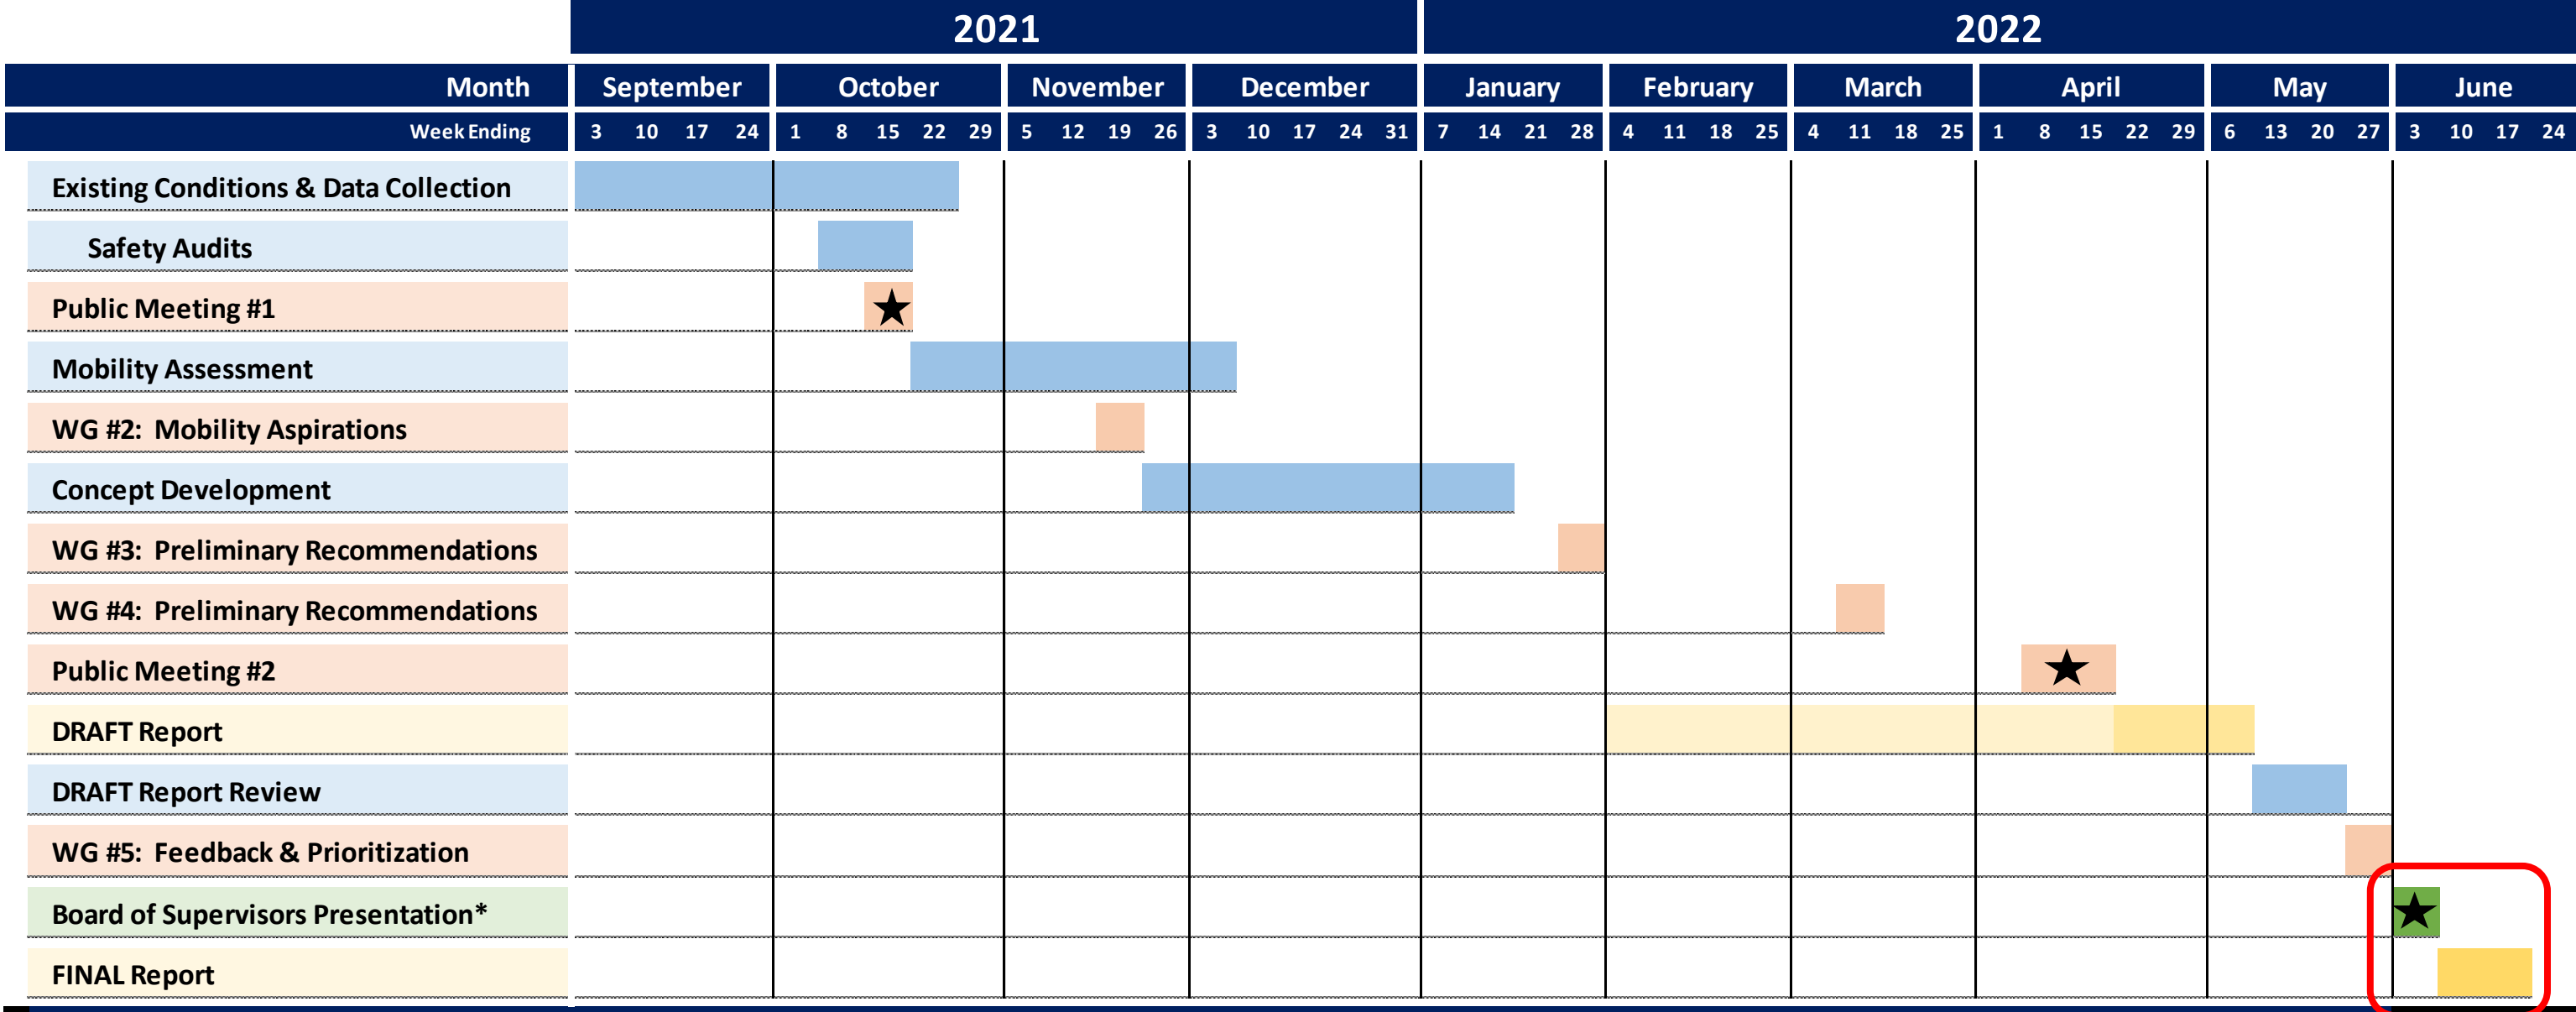 2021 2022
Month September October November December January February March April May June
Week Ending 3 10 17 24 1 8 15 22 29 5 12 19 26 3 10 17 24 31 7 14 21 28 4 11 18 25 4 11 18 25 1 8 15 22 29 6 13 20 27 3 10 17 24
Existing Conditions & Data Collection
Safety Audits
Public Meeting #1
Mobility Assessment
WG #2: Mobility Aspirations
Concept Development
WG #3: Preliminary Recommendations
WG #4: Preliminary Recommendations
Public Meeting #2
DRAFT Report
DRAFT Report Review
WG #5: Feedback & Prioritization
Board of Supervisors Presentation*
FINAL Report